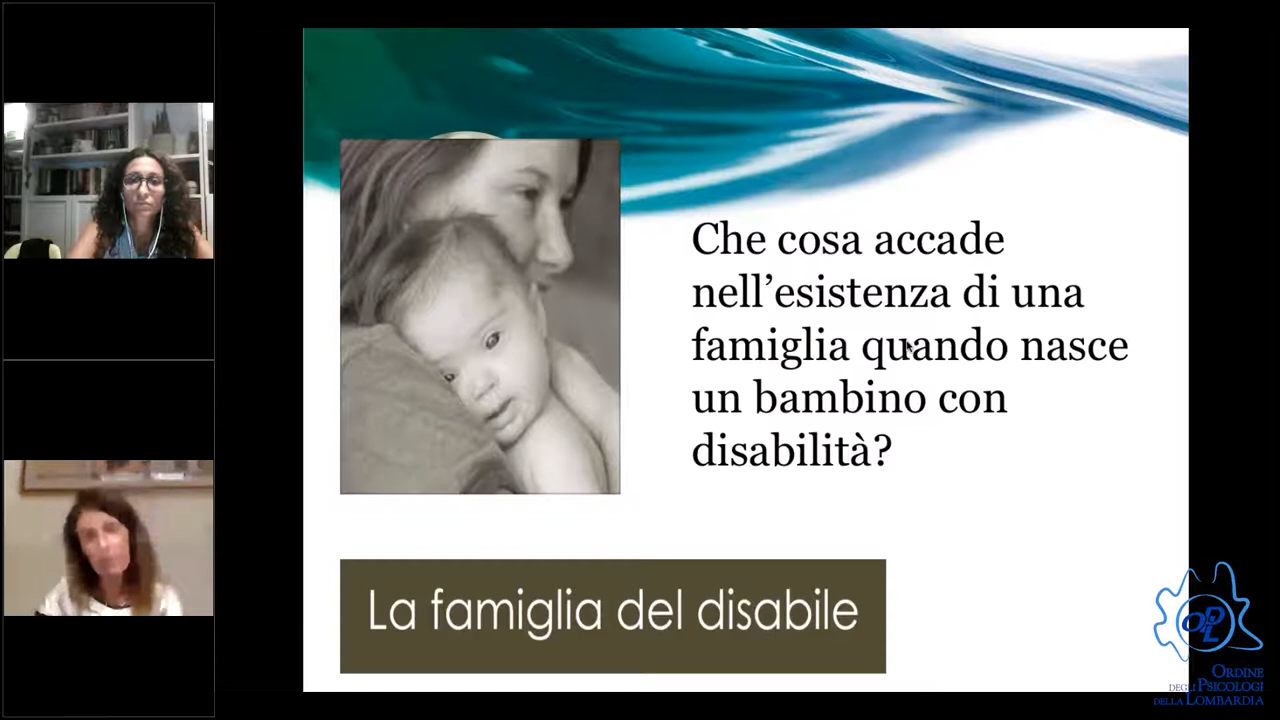 Che cosa accade
nell’esistenza di una
famiglia quando nasce
un bambino con
disabilità?
La famiglia del disabile
OPL
ORDINE
DEGLI PSICOLOGI
DELLA LOMBARDIA